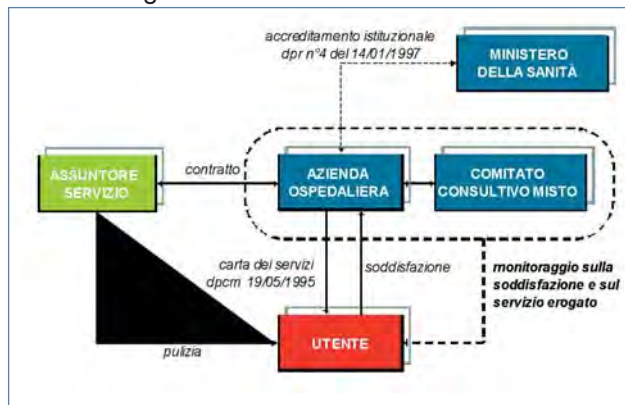 accreditamento istituzionale
dpr n°4 del 14/01/1997
MINISTERO
DELLA SANITÀ
ASSUNTORE
SERVIZIO
contratto
AZIENDA
OSPEDALIERA
COMITATO
CONSULTIVO MISTO
carta dei servizi
dpcm 19/05/1995
soddisfazione
monitoraggio sulla
soddisfazione e sul
servizio erogato
pulizia
UTENTE